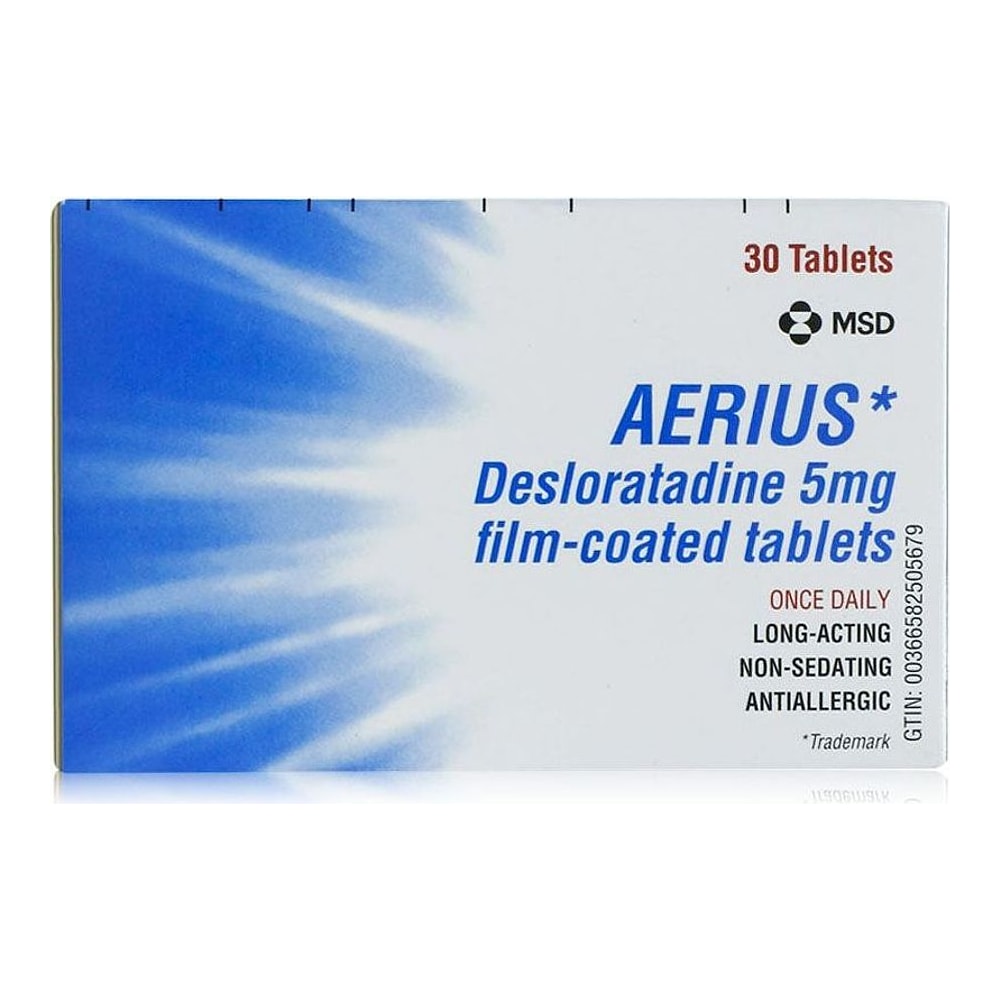 30 Tablets
MSD
AERIUS*
Desloratadine 5mg
film-coated tablets
ONCE DAILY
LONG-ACTING
NON-SEDATING
ANTIALLERGIC
*Trademark
GTIN: 00366582505679